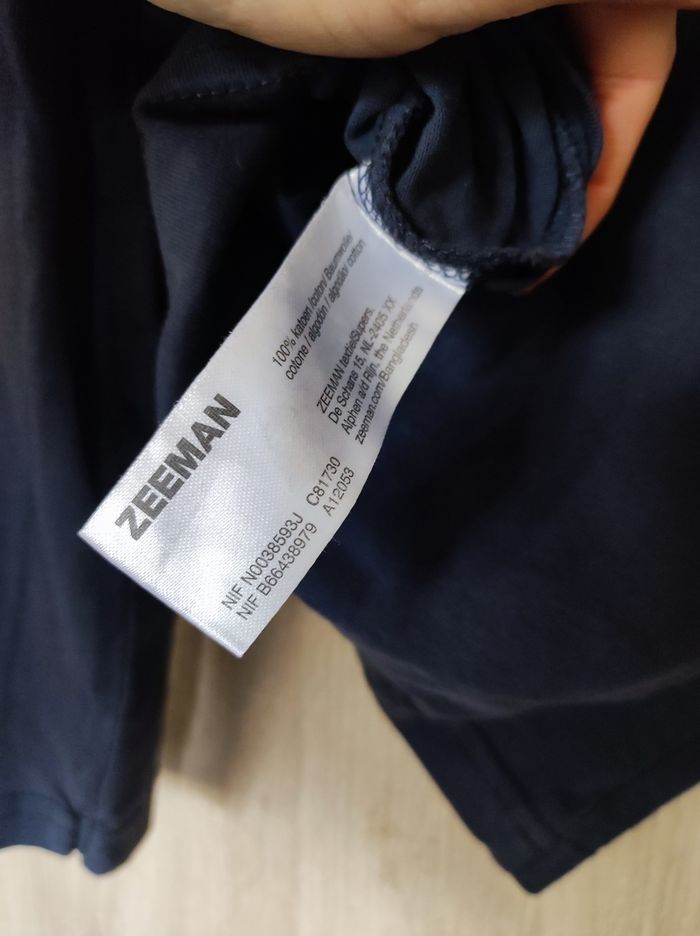 100% katoen /coton/ Baumwolle/
cotone / algodon / algodão/ cotton
ZEEMAN textielSupers,
De Schans 15, NL-2405 XX
Alphen a/d Rijn, the Netherlands
zeeman.com/Bangladesh
ZEEMAN
NIF N0038593J C81730
NIF B66438979 A12053